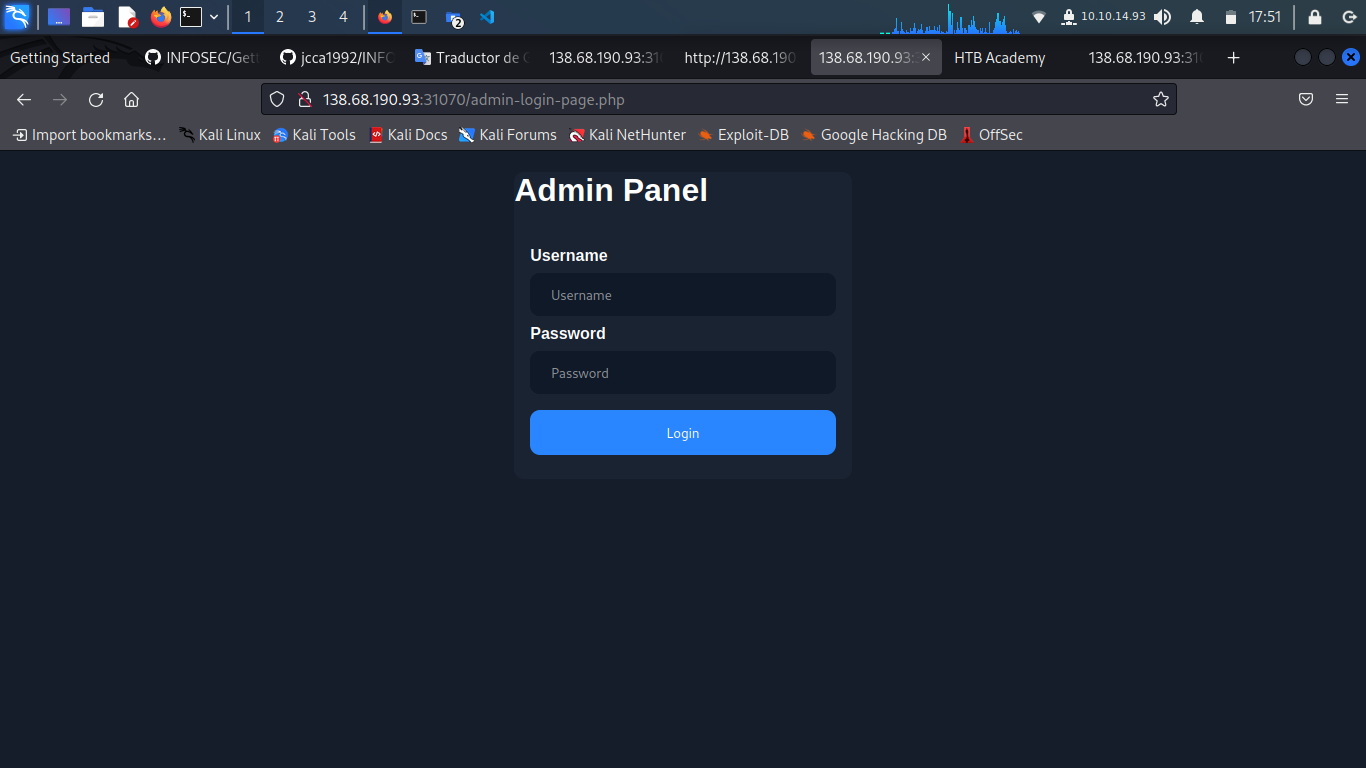 1 2 3 4 2 10.10.14.93 17:51
Getting Started INFOSEC/Gett jcca1992/INFO Traductor de G 138.68.190.93:31 http://138.68.190 138.68.190.93: HTB Academy 138.68.190.93:31
138.68.190.93:31070/admin-login-page.php
Import bookmarks... Kali Linux Kali Tools Kali Docs Kali Forums Kali NetHunter Exploit-DB Google Hacking DB OffSec
Admin Panel
Username
Username
Password
Password
Login